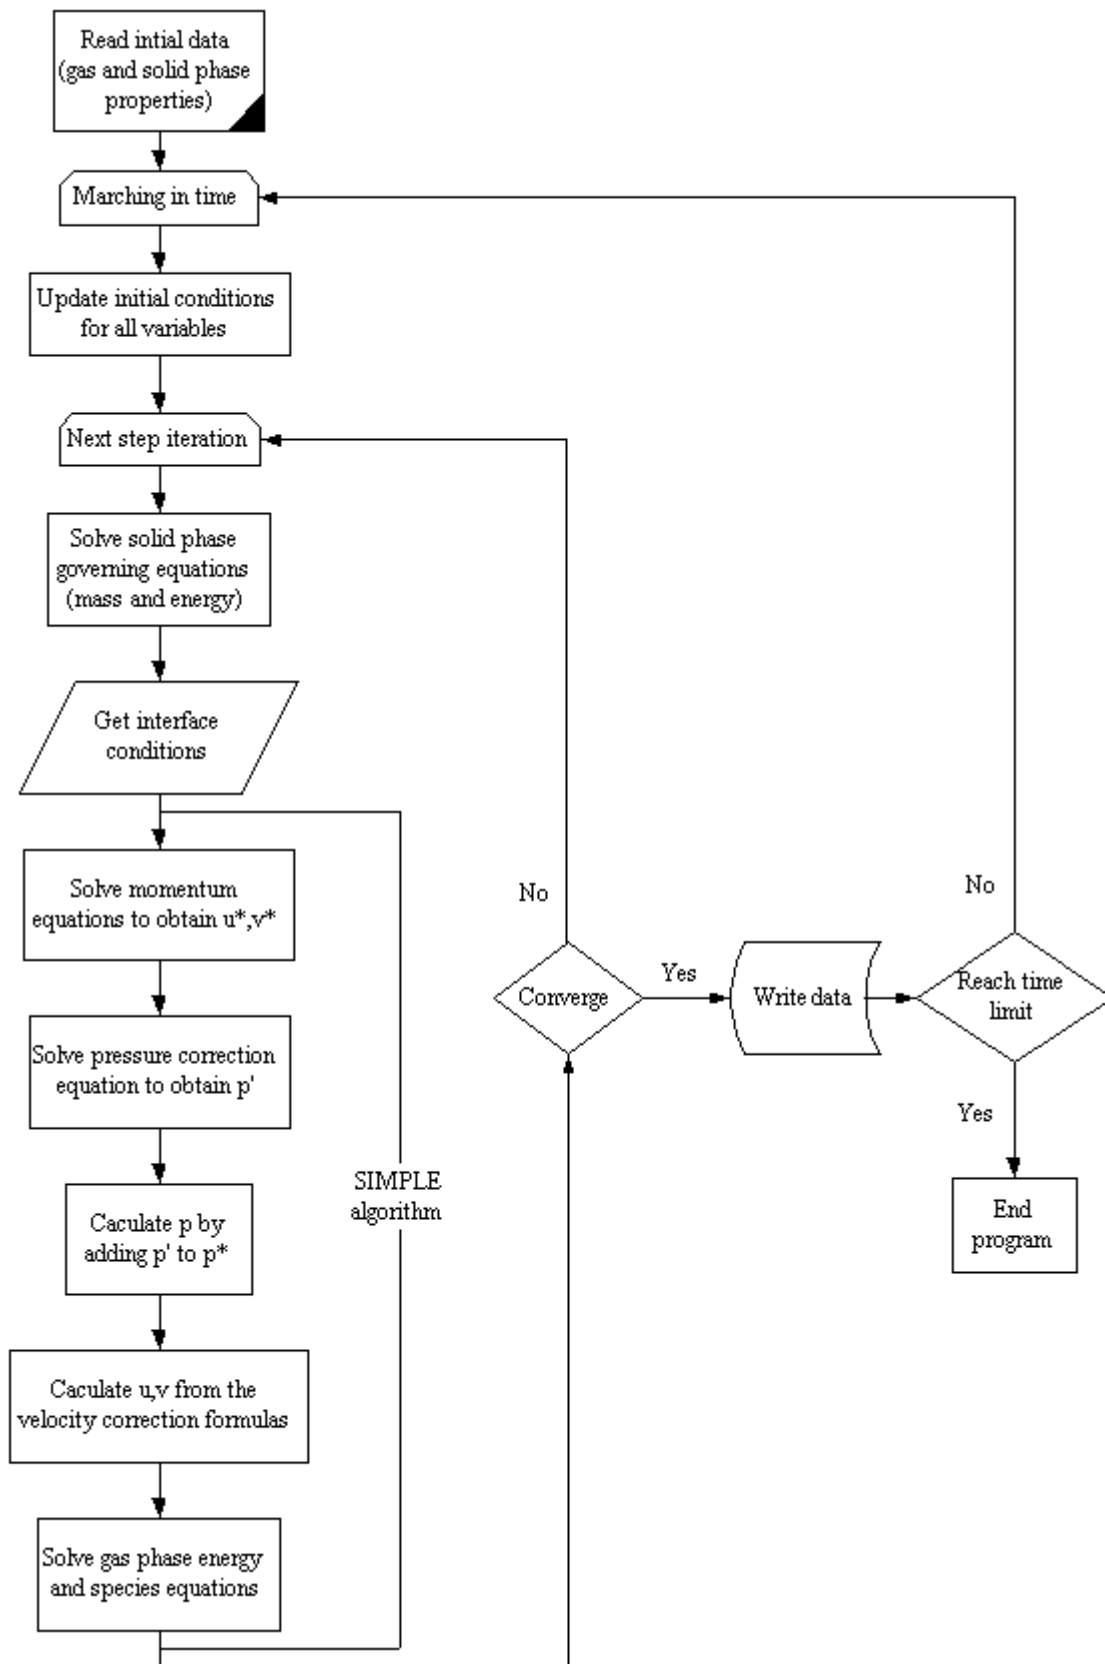 Read intial data
(gas and solid phase
properties)
Marching in time
Update initial conditions
for all variables
Next step iteration
Solve solid phase
governing equations
(mass and energy)
Get interface
conditions
Solve momentum
equations to obtain u*,v*
Solve pressure correction
equation to obtain p'
Caculate p by
adding p' to p*
Caculate u,v from the
velocity correction formulas
Solve gas phase energy
and species equations
SIMPLE
algorithm
No
Converge
Yes
Write data
No
Reach time
limit
Yes
End
program